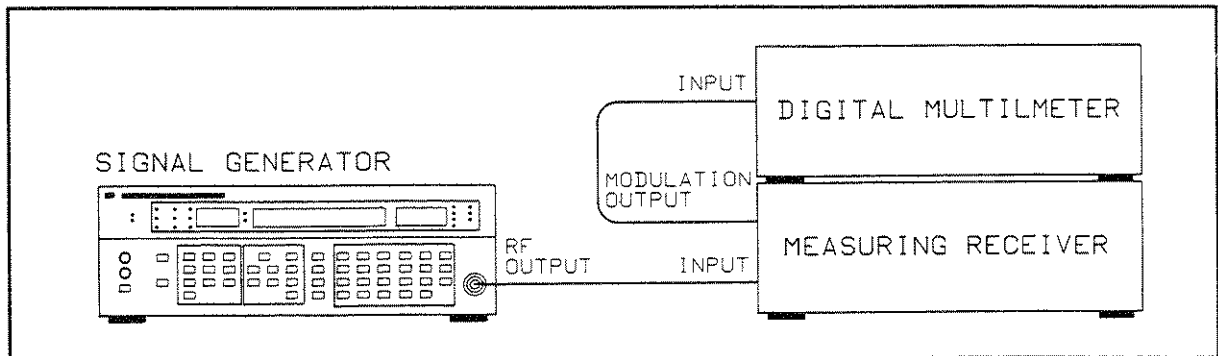 INPUT
DIGITAL MULTILMETER
SIGNAL GENERATOR
MODULATION
OUTPUT
MEASURING RECEIVER
RF
OUTPUT
INPUT